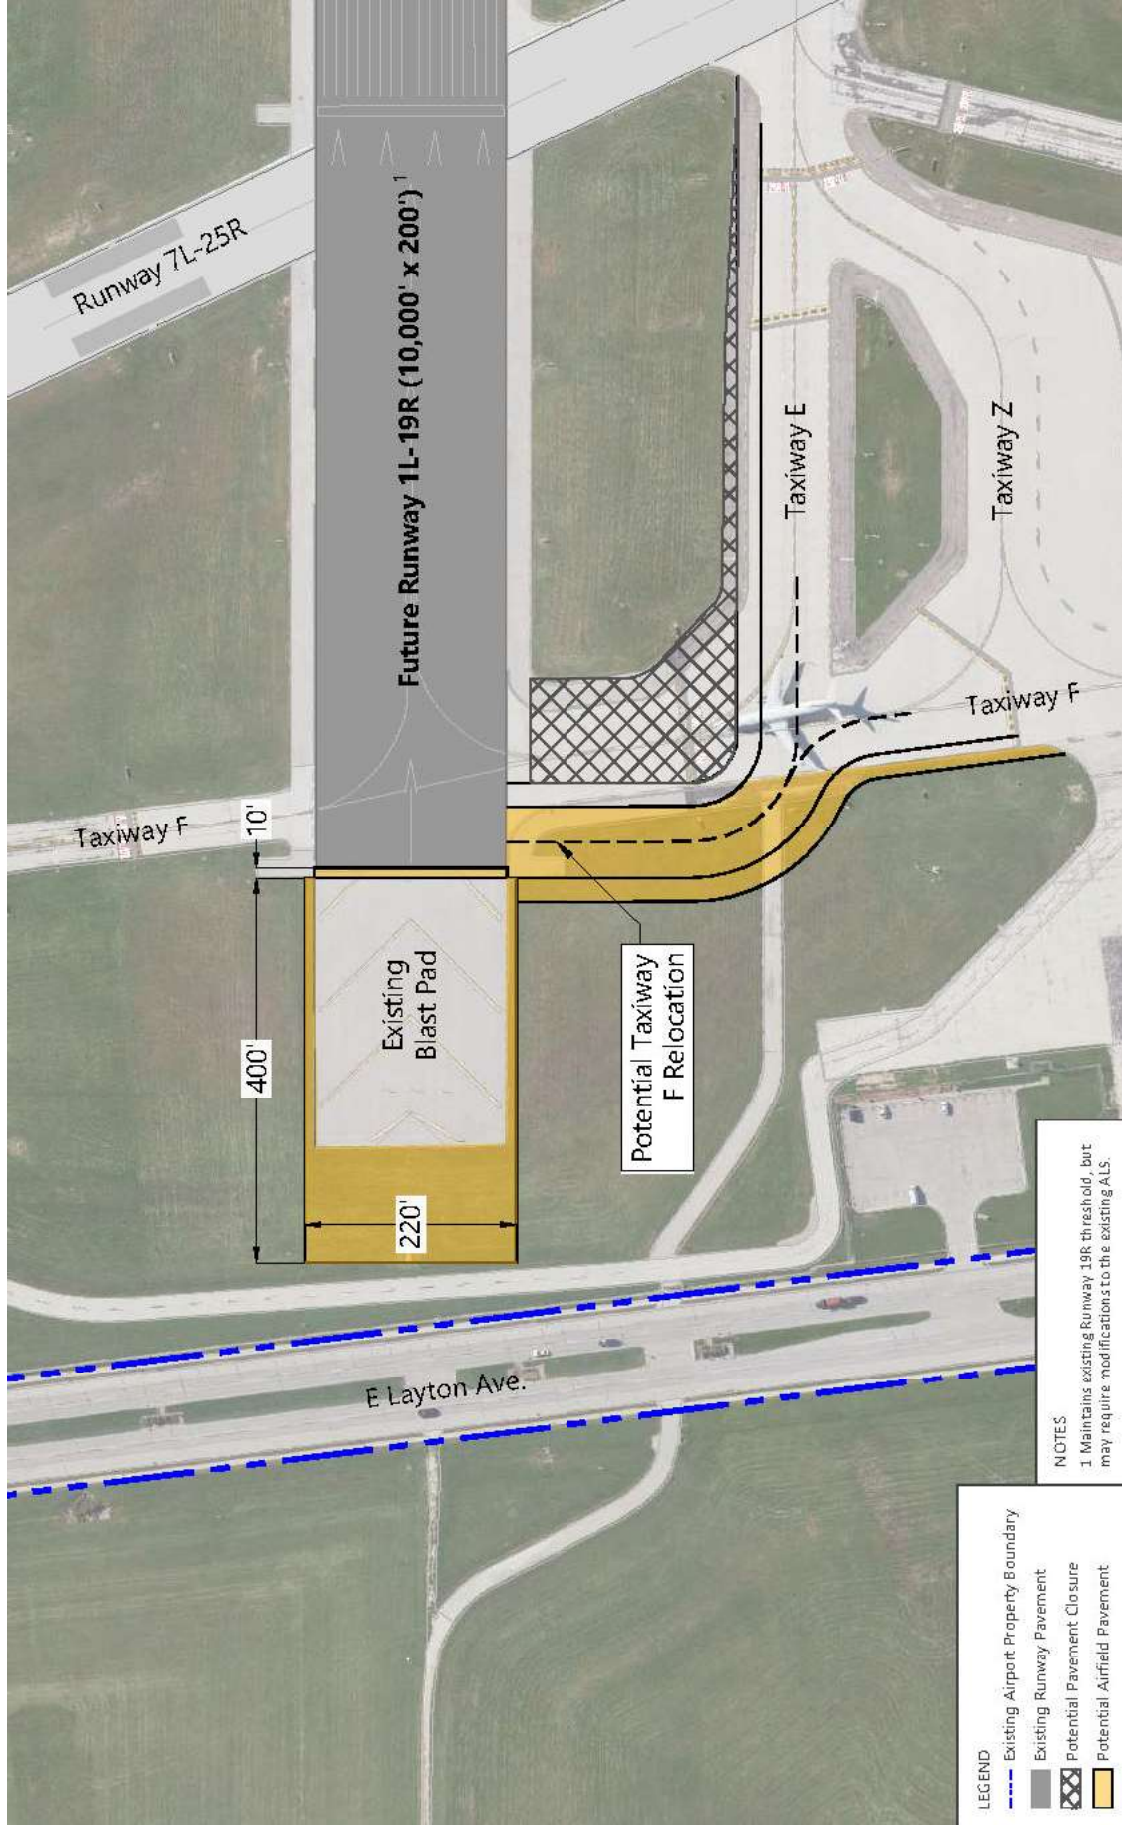 Runway 7L-25R
Future Runway 1L-19R (10,000' x 200') 1
Taxiway E
Taxiway Z
Taxiway F
Taxiway F
10'
400'
Existing
Blast Pad
220'
Potential Taxiway
F Relocation
E Layton Ave.
NOTES
1 Maintains existing Runway 19R threshold, but
may require modifications to the existing ALS.
LEGEND
Existing Airport Property Boundary
Existing Runway Pavement
Potential Pavement Closure
Potential Airfield Pavement